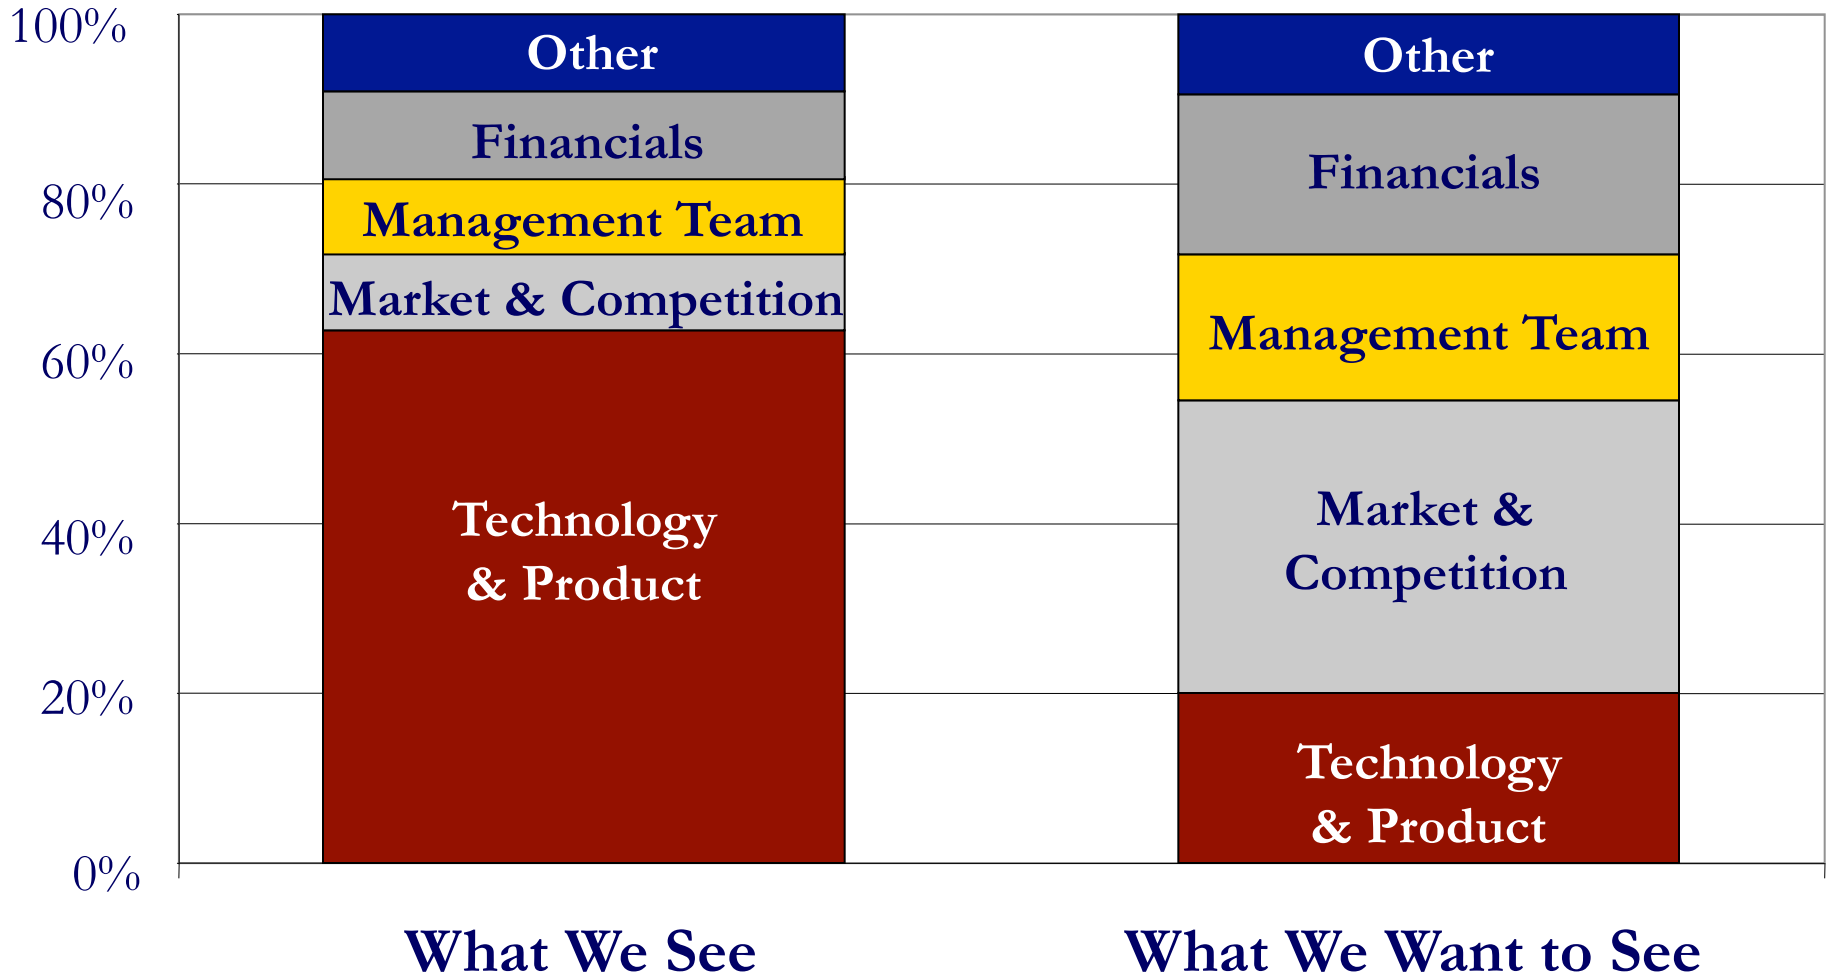 100%
80%
60%
40%
20%
0%
Other
Financials
Management Team
Market & Competition
Technology
& Product
Other
Financials
Management Team
Market &
Competition
Technology
& Product
What We See
What We Want to See